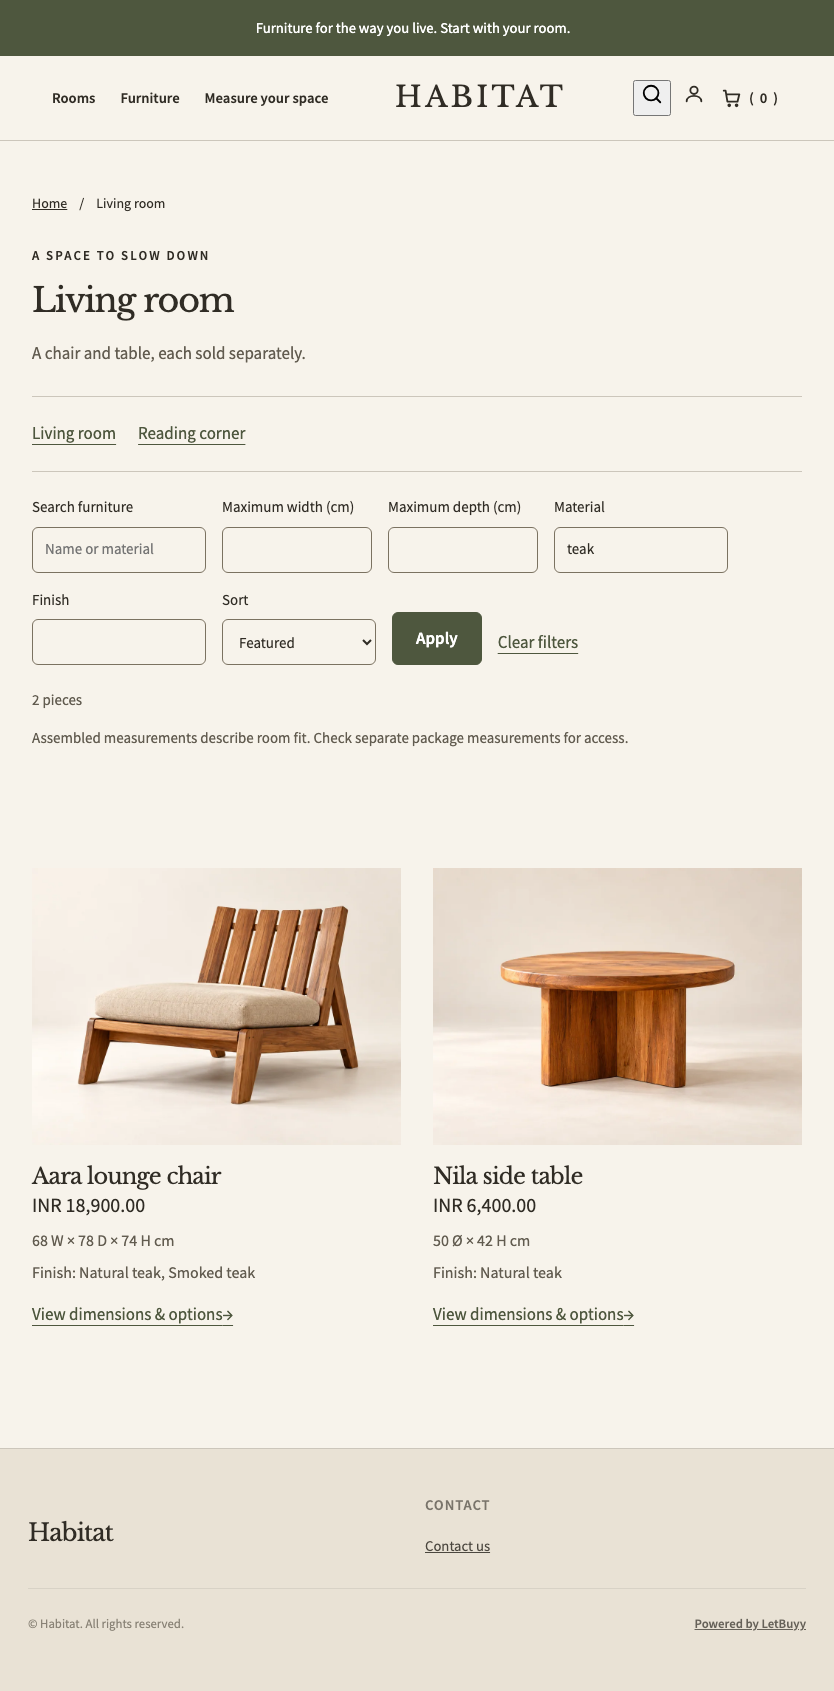 Furniture for the way you live. Start with your room.
Rooms Furniture Measure your space HABITAT ( 0 )
Home / Living room
A SPACE TO SLOW DOWN
Living room
A chair and table, each sold separately.
Living room Reading corner
Search furniture Maximum width (cm) Maximum depth (cm) Material
Name or material teak
Finish Sort
Featured Apply Clear filters
2 pieces
Assembled measurements describe room fit. Check separate package measurements for access.
Aara lounge chair
INR 18,900.00
68 W × 78 D × 74 H cm
Finish: Natural teak, Smoked teak
View dimensions & options→
Nila side table
INR 6,400.00
50 Ø × 42 H cm
Finish: Natural teak
View dimensions & options→
Habitat
CONTACT
Contact us
© Habitat. All rights reserved. Powered by LetBuyy